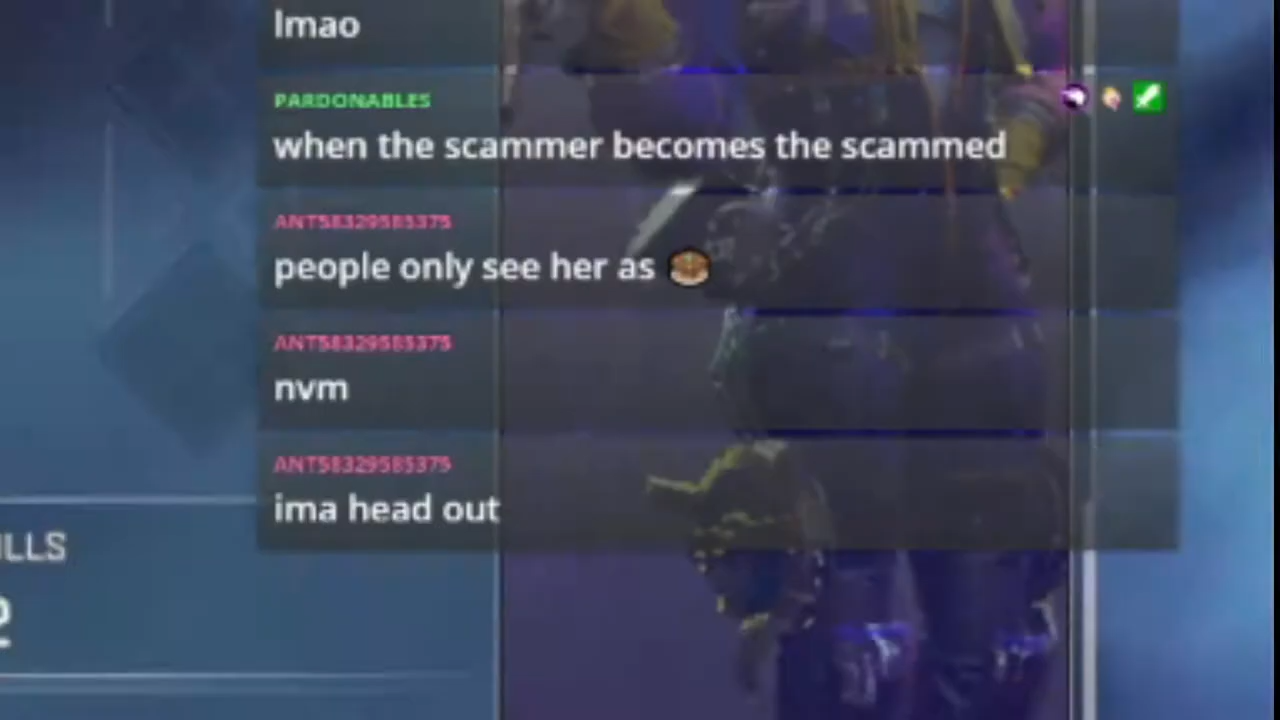 lmao
PARDONABLES
when the scammer becomes the scammed
ANT58329585375
people only see her as
ANT58329585375
nvm
ANT58329585375
ima head out
ILLS
2